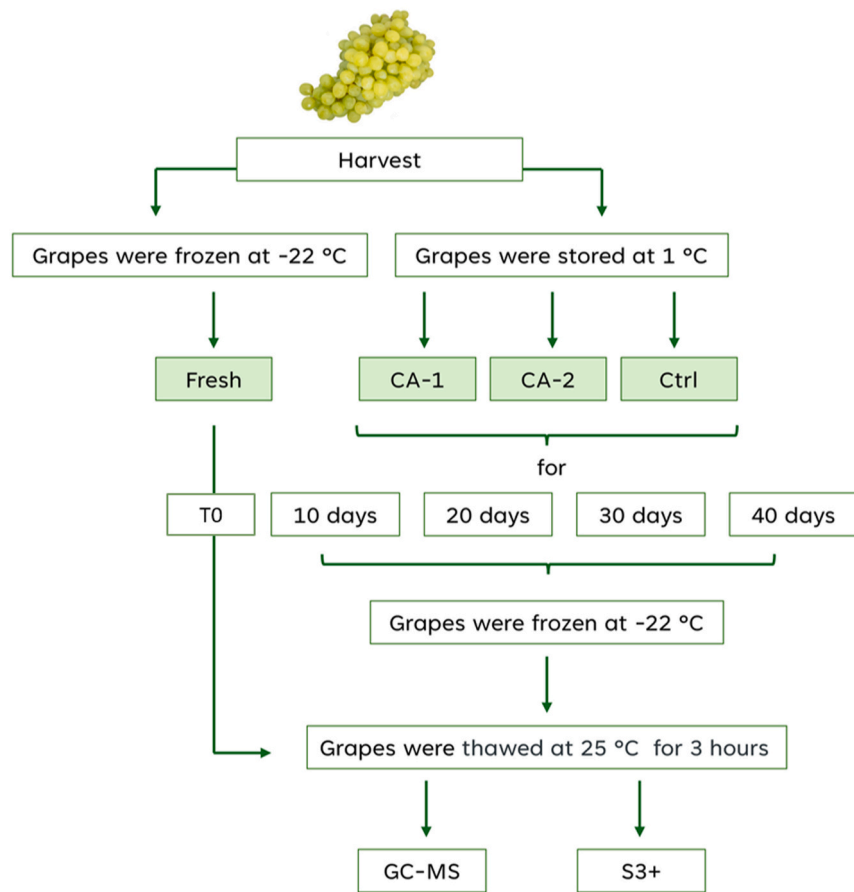 Harvest
Grapes were frozen at -22 °C
Grapes were stored at 1 °C
Fresh
CA-1
CA-2
Ctrl
for
T0
10 days
20 days
30 days
40 days
Grapes were frozen at -22 °C
Grapes were thawed at 25 °C for 3 hours
GC-MS
S3+